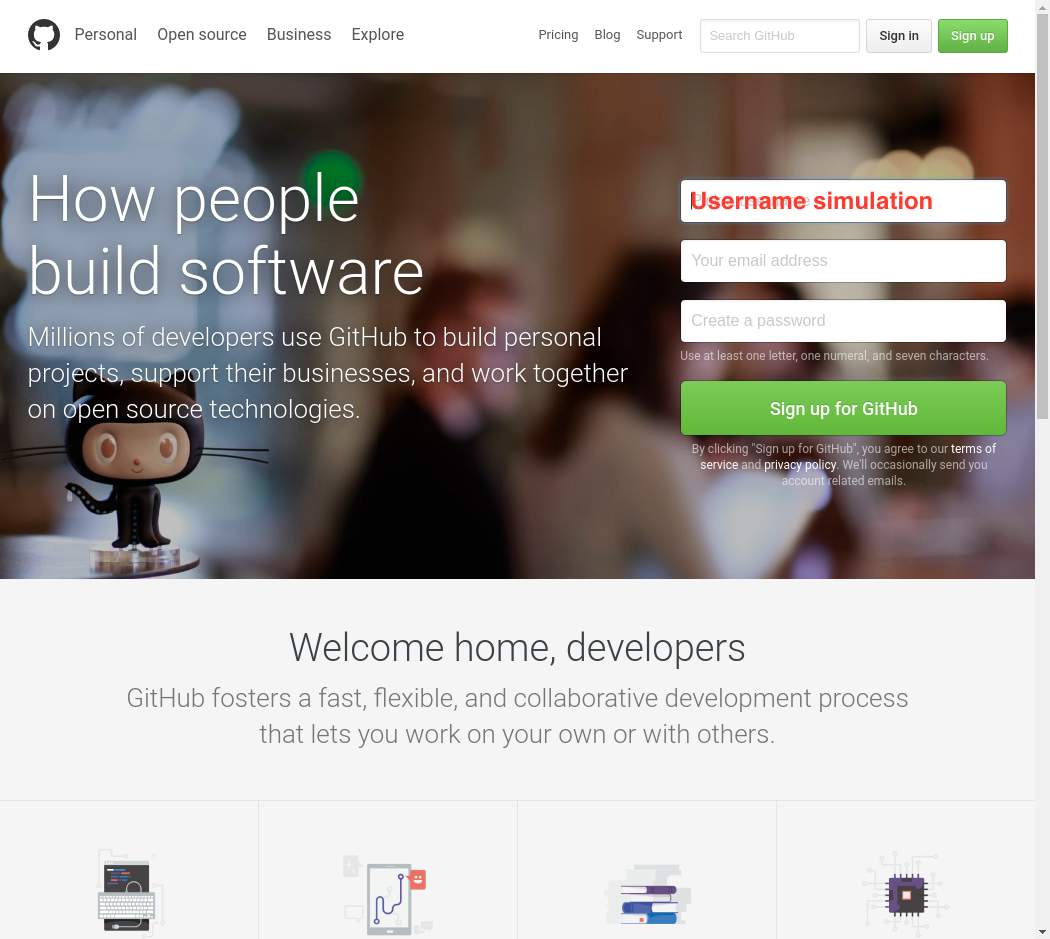 Personal Open source Business Explore Pricing Blog Support Search GitHub Sign in Sign up
How people
build software
Millions of developers use GitHub to build personal
projects, support their businesses, and work together
on open source technologies.
Username simulation
Your email address
Create a password
Use at least one letter, one numeral, and seven characters.
Sign up for GitHub
By clicking "Sign up for GitHub", you agree to our terms of
service and privacy policy. We'll occasionally send you
account related emails.
Welcome home, developers
GitHub fosters a fast, flexible, and collaborative development process
that lets you work on your own or with others.